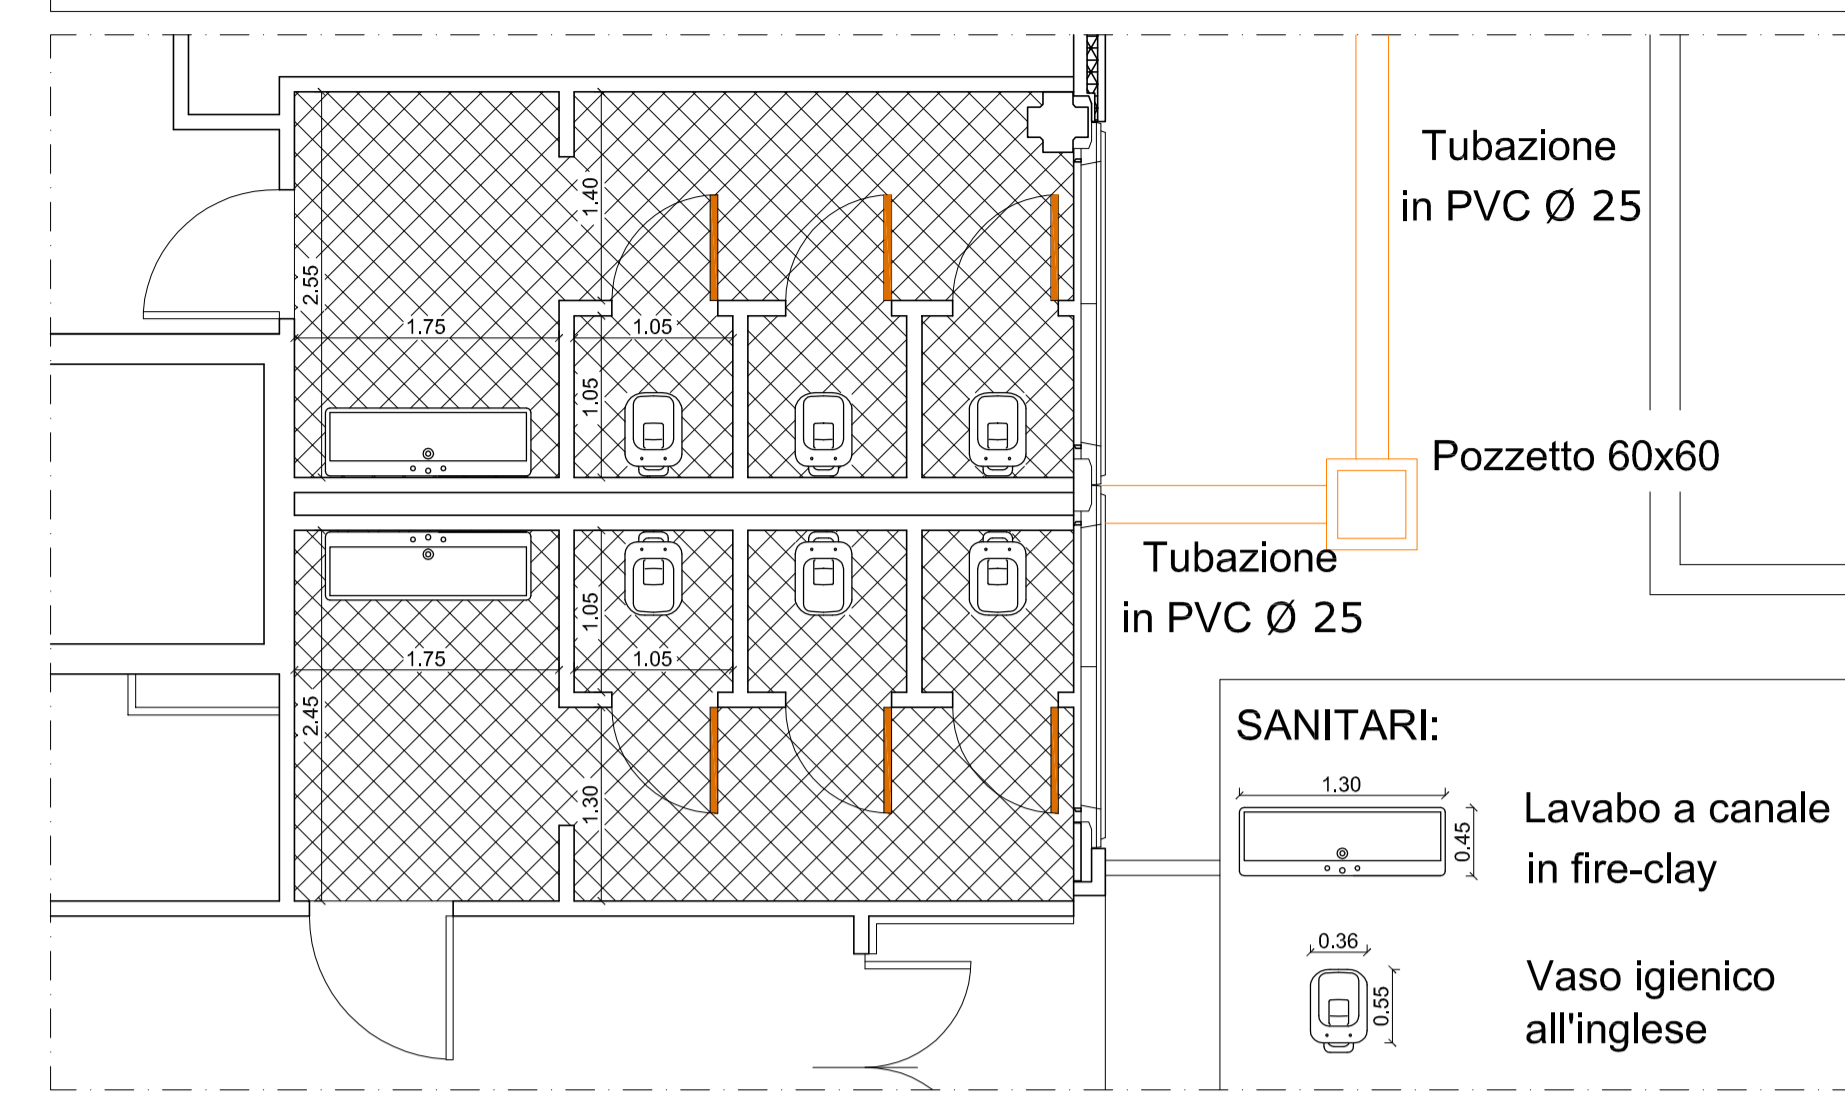 Tubazione
in PVC Ø 25
1.40
2.55
1.75
1.05
1.05
Pozzetto 60x60
Tubazione
in PVC Ø 25
1.05
1.75
1.05
2.45
1.30
SANITARI:
1.30
0.45
Lavabo a canale
in fire-clay
0.36
0.55
Vaso igienico
all'inglese